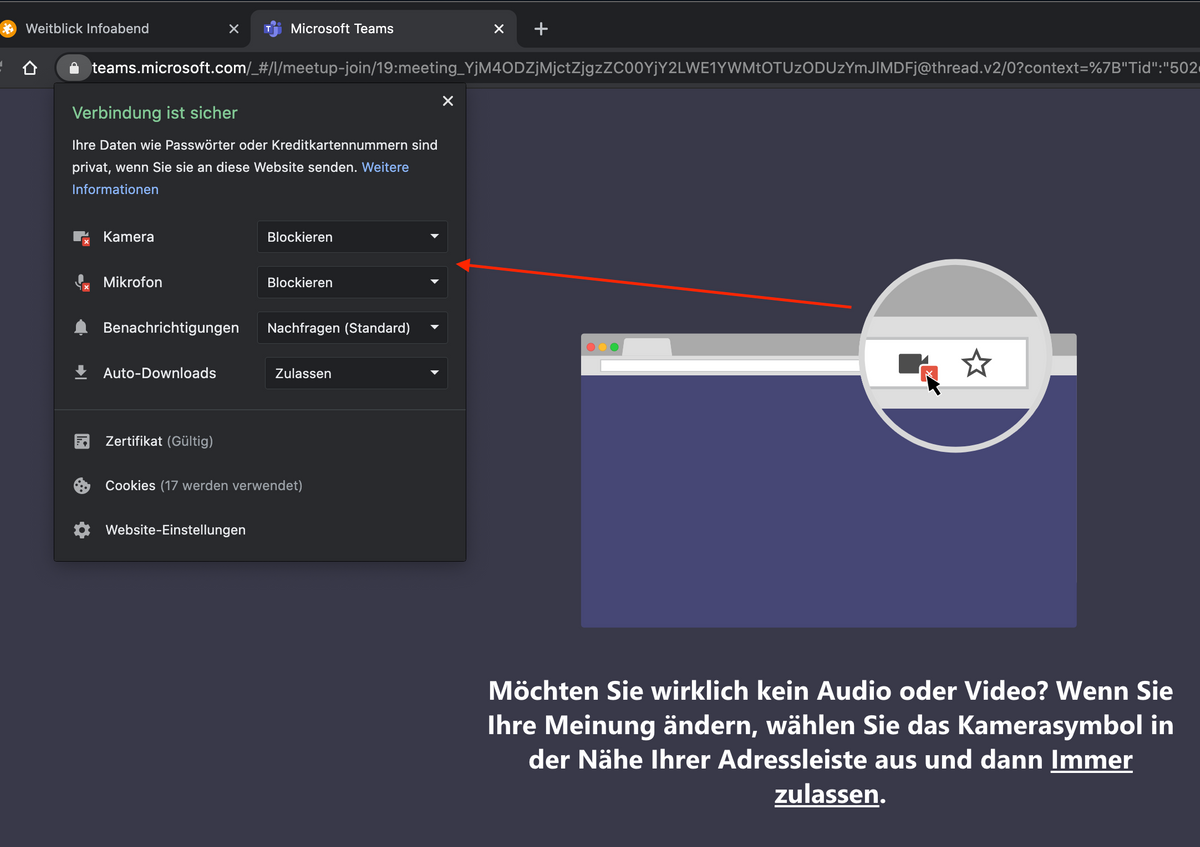 Weitblick Infoabend
Microsoft Teams
teams.microsoft.com/_#/l/meetup-join/19:meeting_YjM4ODZjMjctZjgzZC00YjY2LWE1YWMtOTUzODUzYmJlMDFj@thread.v2/0?context=%7B"Tid":"502
Verbindung ist sicher
Ihre Daten wie Passwörter oder Kreditkartennummern sind
privat, wenn Sie sie an diese Website senden. Weitere
Informationen
Kamera Blockieren
Mikrofon Blockieren
Benachrichtigungen Nachfragen (Standard)
Auto-Downloads Zulassen
Zertifikat (Gültig)
Cookies (17 werden verwendet)
Website-Einstellungen
Möchten Sie wirklich kein Audio oder Video? Wenn Sie
Ihre Meinung ändern, wählen Sie das Kamerasymbol in
der Nähe Ihrer Adressleiste aus und dann Immer
zulassen.